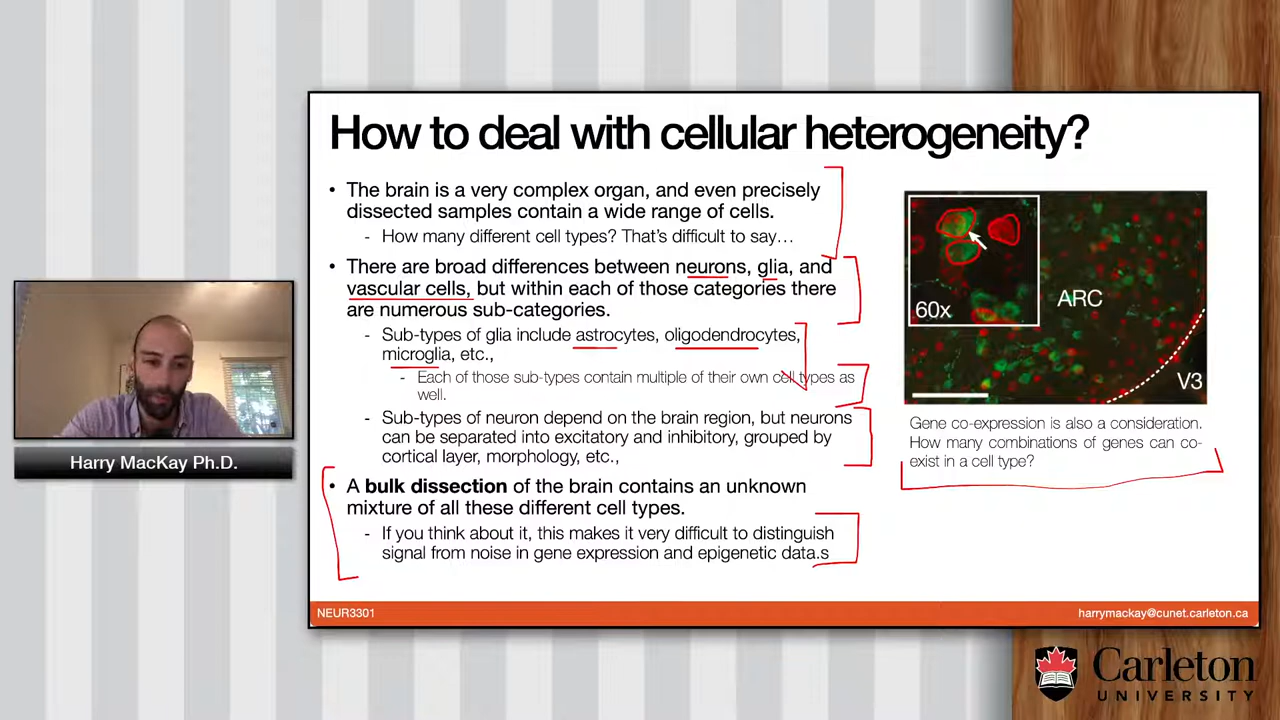 How to deal with cellular heterogeneity?
• The brain is a very complex organ, and even precisely
dissected samples contain a wide range of cells.
- How many different cell types? That's difficult to say…
• There are broad differences between neurons, glia, and
vascular cells, but within each of those categories there
are numerous sub-categories.
- Sub-types of glia include astrocytes, oligodendrocytes,
microglia, etc.,
- Each of those sub-types contain multiple of their own cell types as
well.
- Sub-types of neuron depend on the brain region, but neurons
can be separated into excitatory and inhibitory, grouped by
cortical layer, morphology, etc.,
• A bulk dissection of the brain contains an unknown
mixture of all these different cell types.
- If you think about it, this makes it very difficult to distinguish
signal from noise in gene expression and epigenetic data.s
60x
ARC
V3
Gene co-expression is also a consideration.
How many combinations of genes can co-
exist in a cell type?
Harry MacKay Ph.D.
NEUR3301
harrymackay@cunet.carleton.ca
Carleton
UNIVERSITY